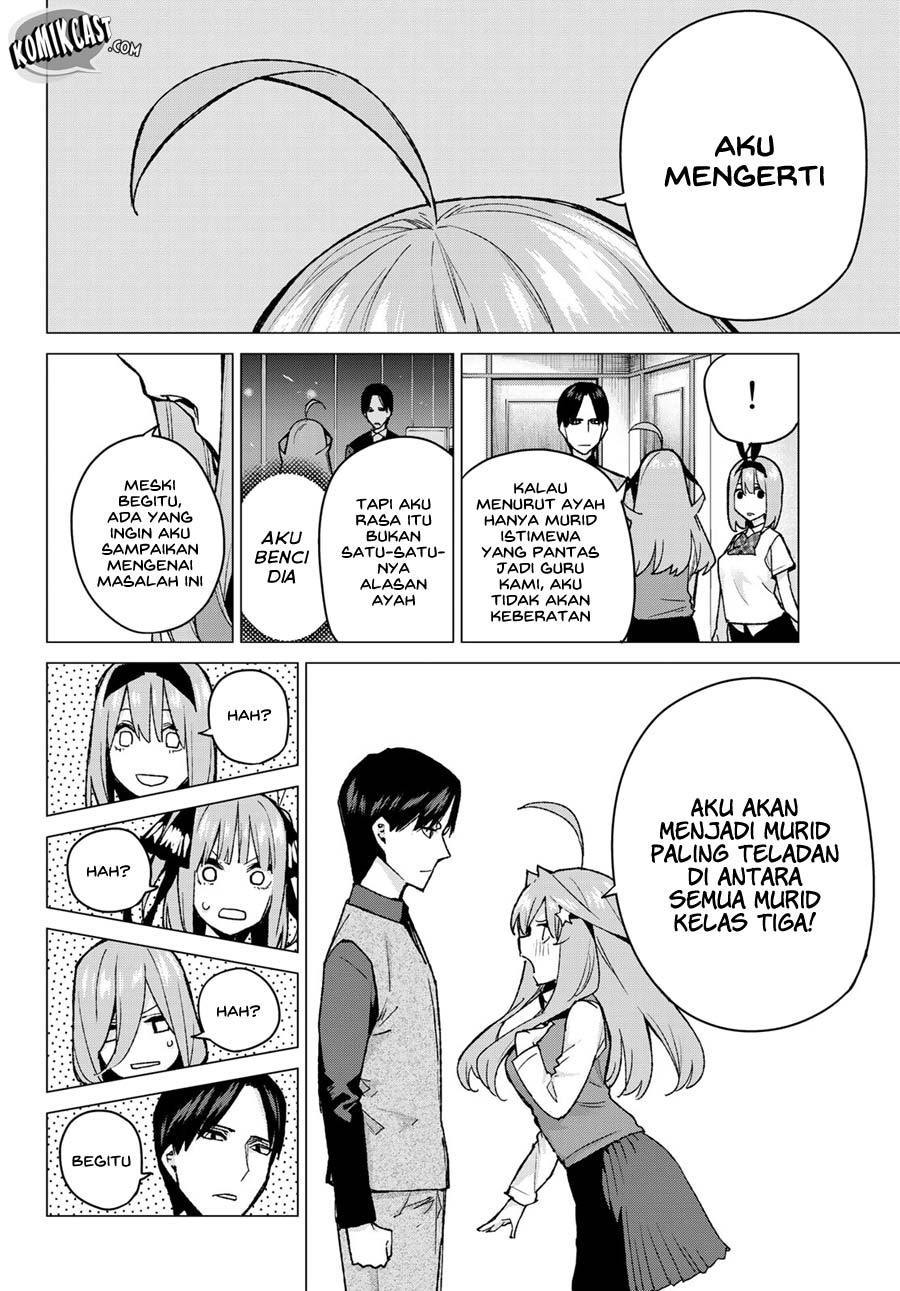 KOMIKCAST.COM
AKU
MENGERTI
!
KALAU
MENURUT AYAH
HANYA MURID
ISTIMEWA
YANG PANTAS
JADI GURU
KAMI, AKU
TIDAK AKAN
KEBERATAN
TAPI AKU
RASA ITU
BUKAN
SATU-SATU-
NYA
ALASAN
AYAH
AKU
BENCI
DIA
MESKI
BEGITU,
ADA YANG
INGIN AKU
SAMPAIKAN
MENGENAI
MASALAH INI
AKU AKAN
MENJADI MURID
PALING TELADAN
DI ANTARA
SEMUA MURID
KELAS TIGA!
HAH?
HAH?
HAH?
BEGITU